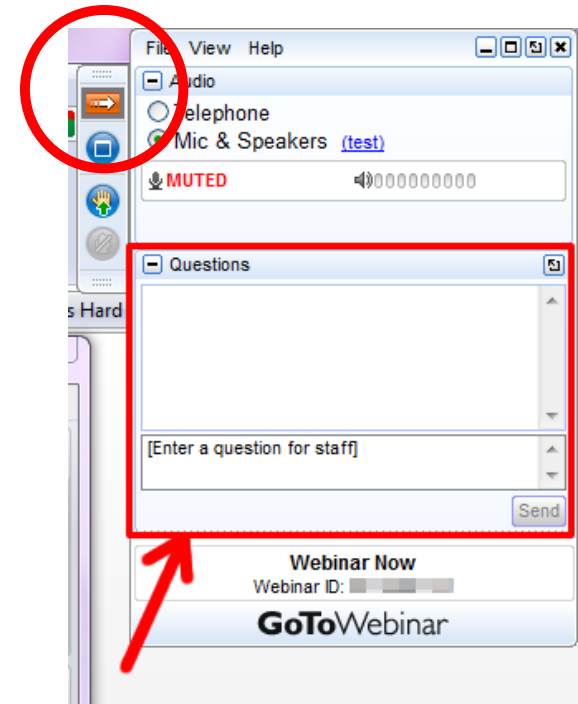 File View Help
Audio
Telephone
Mic & Speakers (test)
MUTED 000000000
Questions
s Hard
[Enter a question for staff]
Send
Webinar Now
Webinar ID:
GoToWebinar